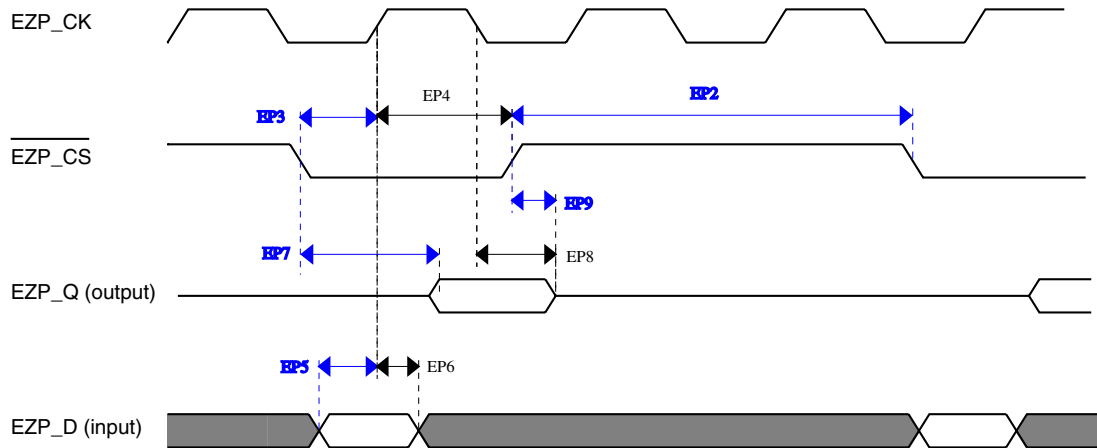 EZP_CK
EP3
EP4
EP2
EZP_CS
EP9
EP7
EP8
EZP_Q (output)
EP5
EP6
EZP_D (input)